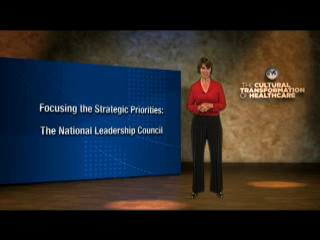 Focusing the Strategic Priorities:
The National Leadership Council
THE CULTURAL
TRANSFORMATION
OF HEALTHCARE